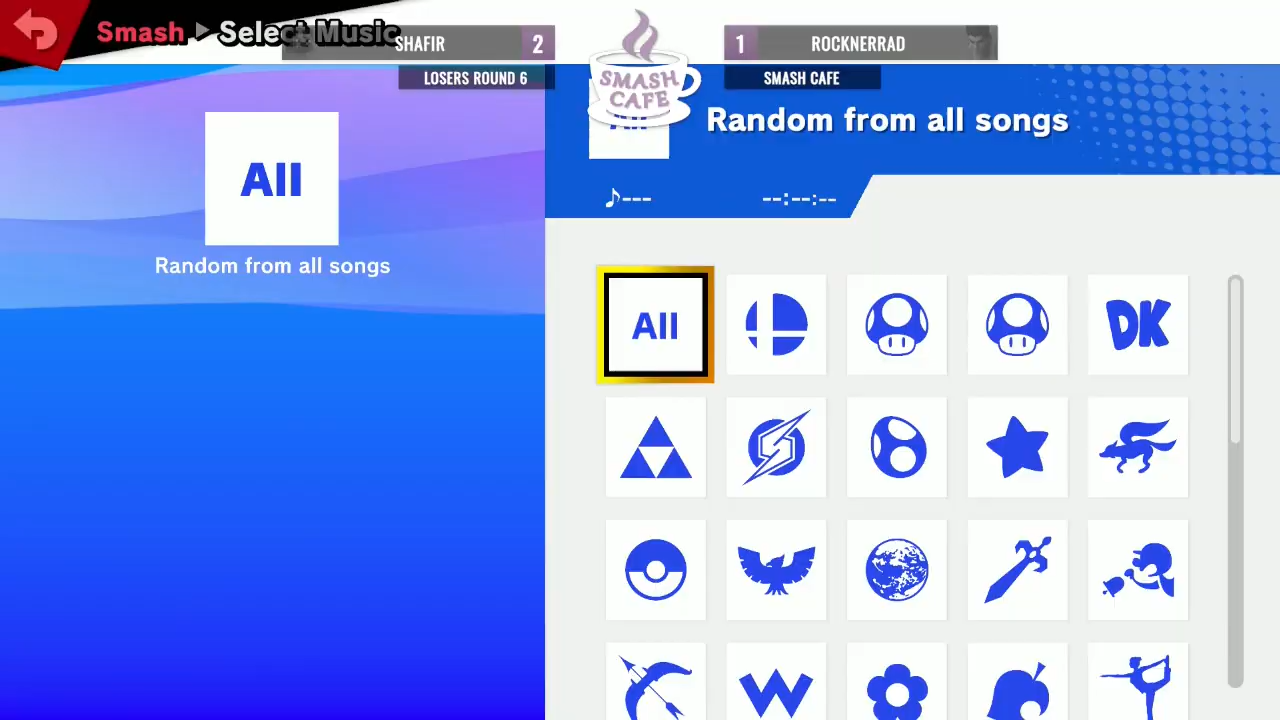 Smash ▶ Select Music
SHAFIR 2
1 ROCKNERRAD
LOSERS ROUND 6
SMASH CAFE
SMASH
CAFE
All
Random from all songs
Random from all songs
♪---
--:--:--
All
DK